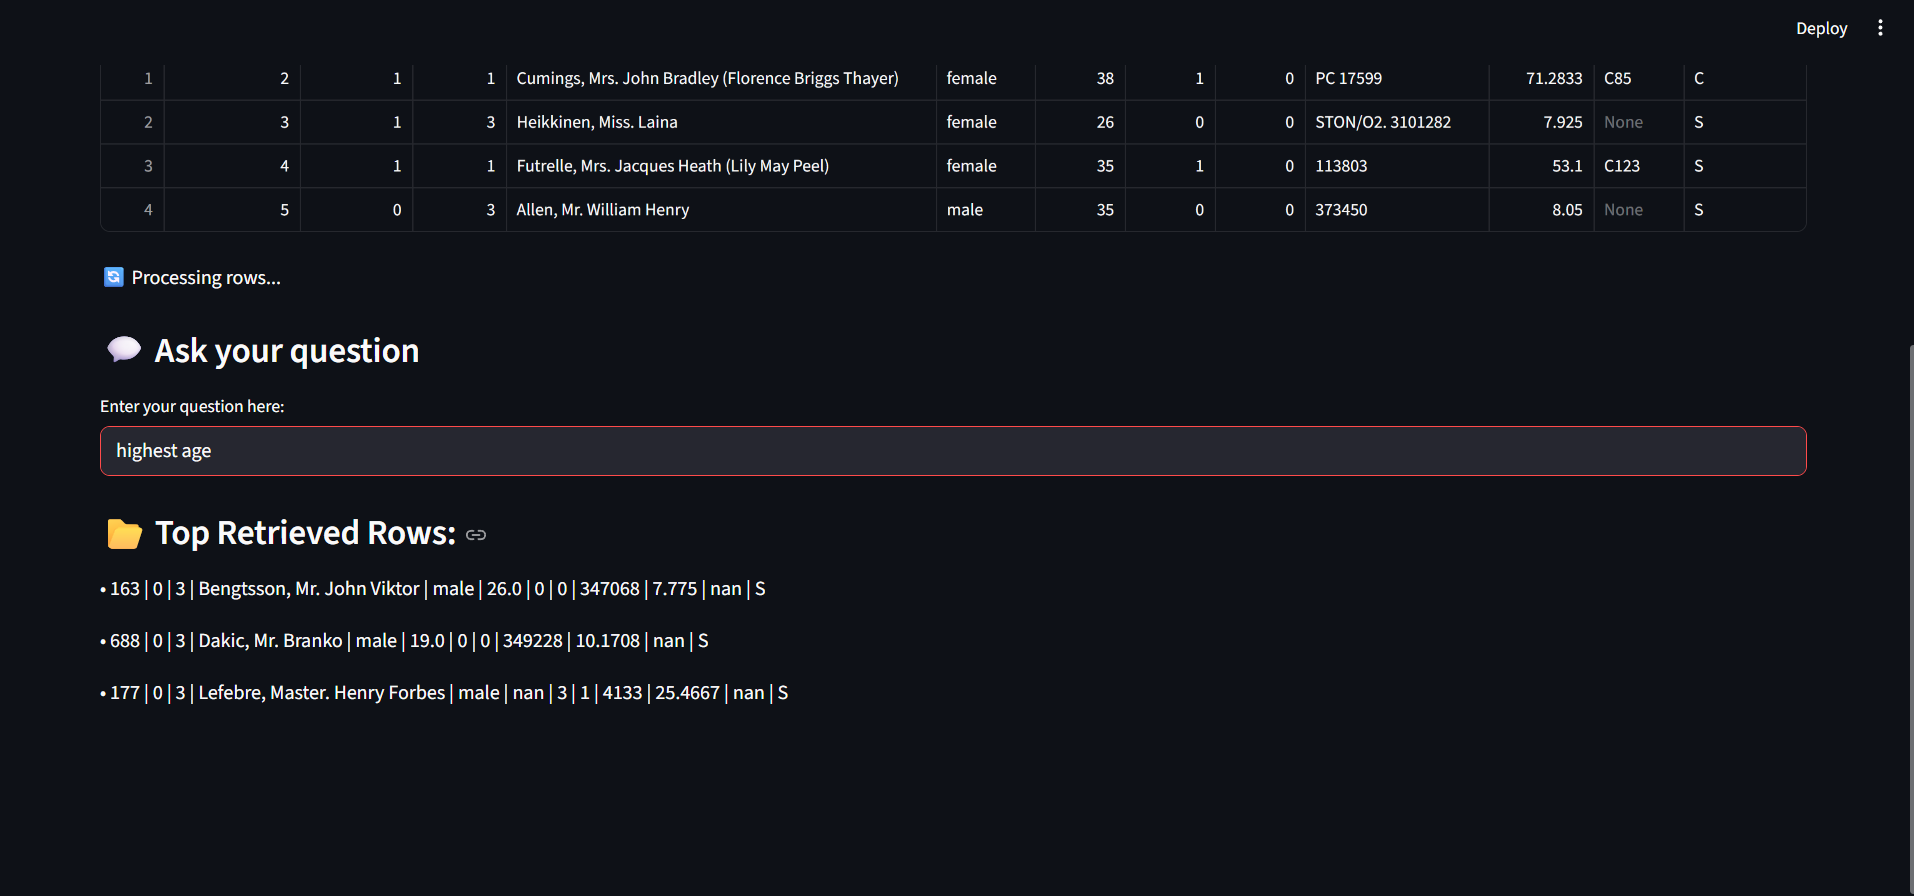 Deploy
1 2 1 1 Cumings, Mrs. John Bradley (Florence Briggs Thayer) female 38 1 0 PC 17599 71.2833 C85 C
2 3 1 3 Heikkinen, Miss. Laina female 26 0 0 STON/O2. 3101282 7.925 None S
3 4 1 1 Futrelle, Mrs. Jacques Heath (Lily May Peel) female 35 1 0 113803 53.1 C123 S
4 5 0 3 Allen, Mr. William Henry male 35 0 0 373450 8.05 None S
Processing rows...
Ask your question
Enter your question here:
highest age
Top Retrieved Rows:
• 163 | 0 | 3 | Bengtsson, Mr. John Viktor | male | 26.0 | 0 | 0 | 347068 | 7.775 | nan | S
• 688 | 0 | 3 | Dakic, Mr. Branko | male | 19.0 | 0 | 0 | 349228 | 10.1708 | nan | S
• 177 | 0 | 3 | Lefebre, Master. Henry Forbes | male | nan | 3 | 1 | 4133 | 25.4667 | nan | S